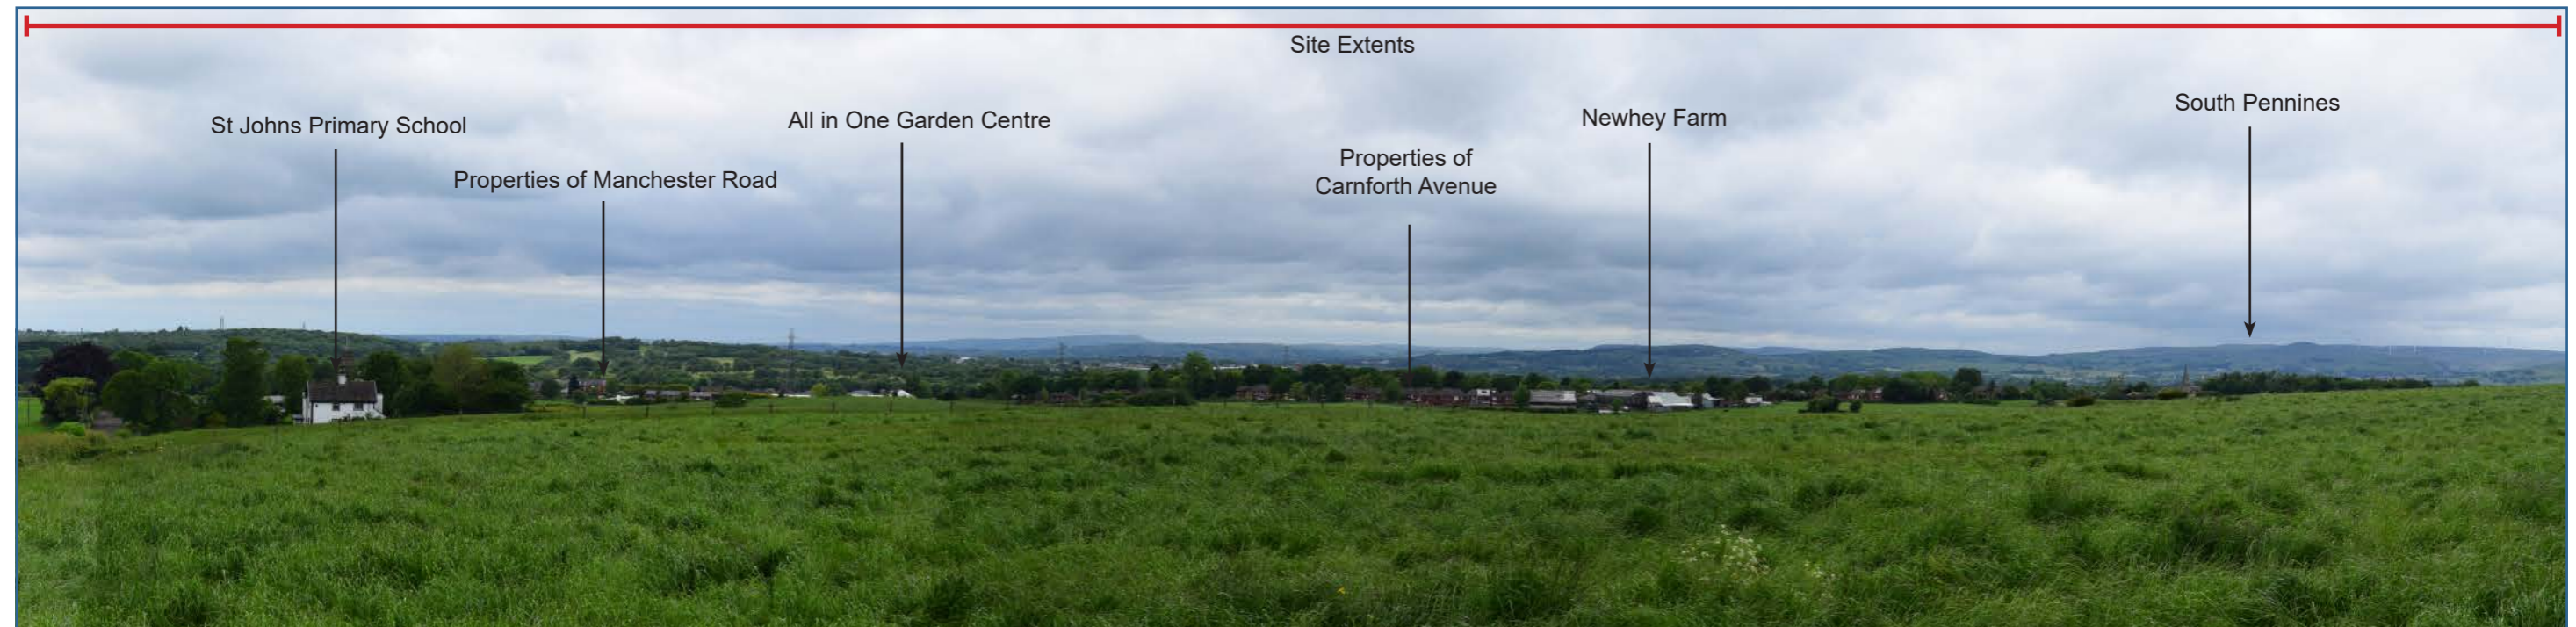 Site Extents
St Johns Primary School
Properties of Manchester Road
All in One Garden Centre
Properties of
Carnforth Avenue
Newhey Farm
South Pennines